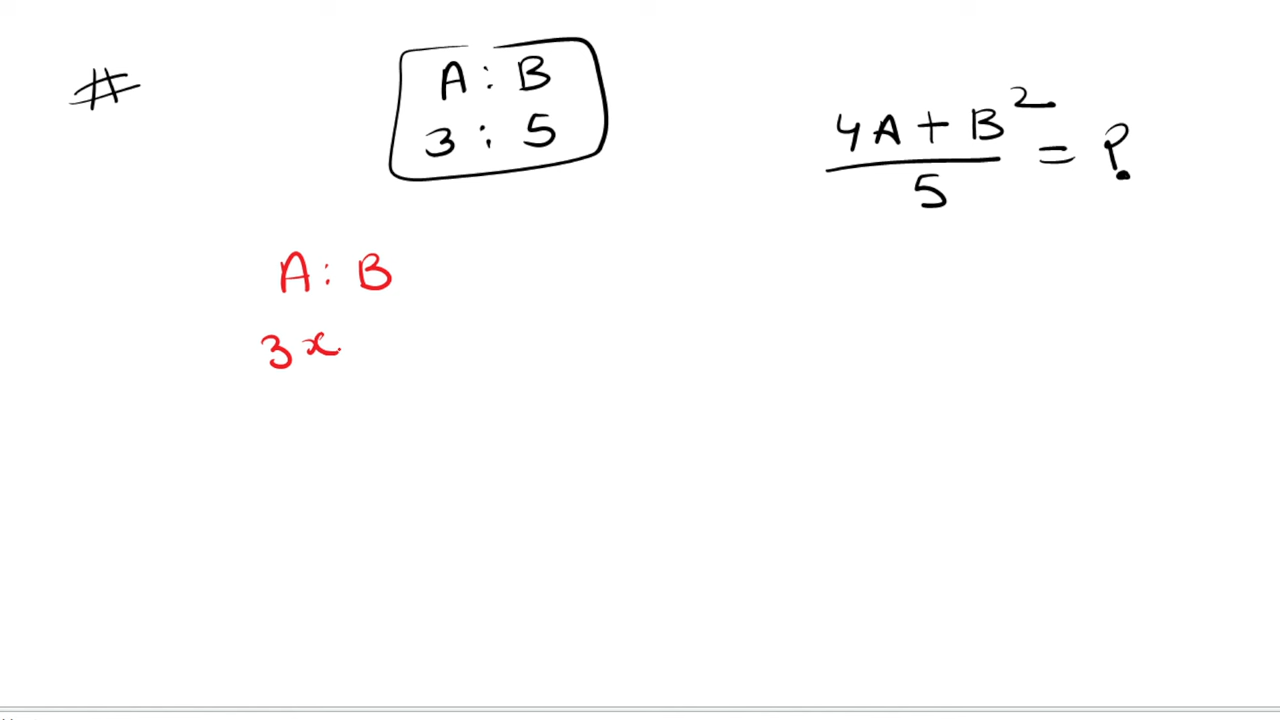 #
A : B
3 : 5
4A + B² / 5 = ?
A : B
3x